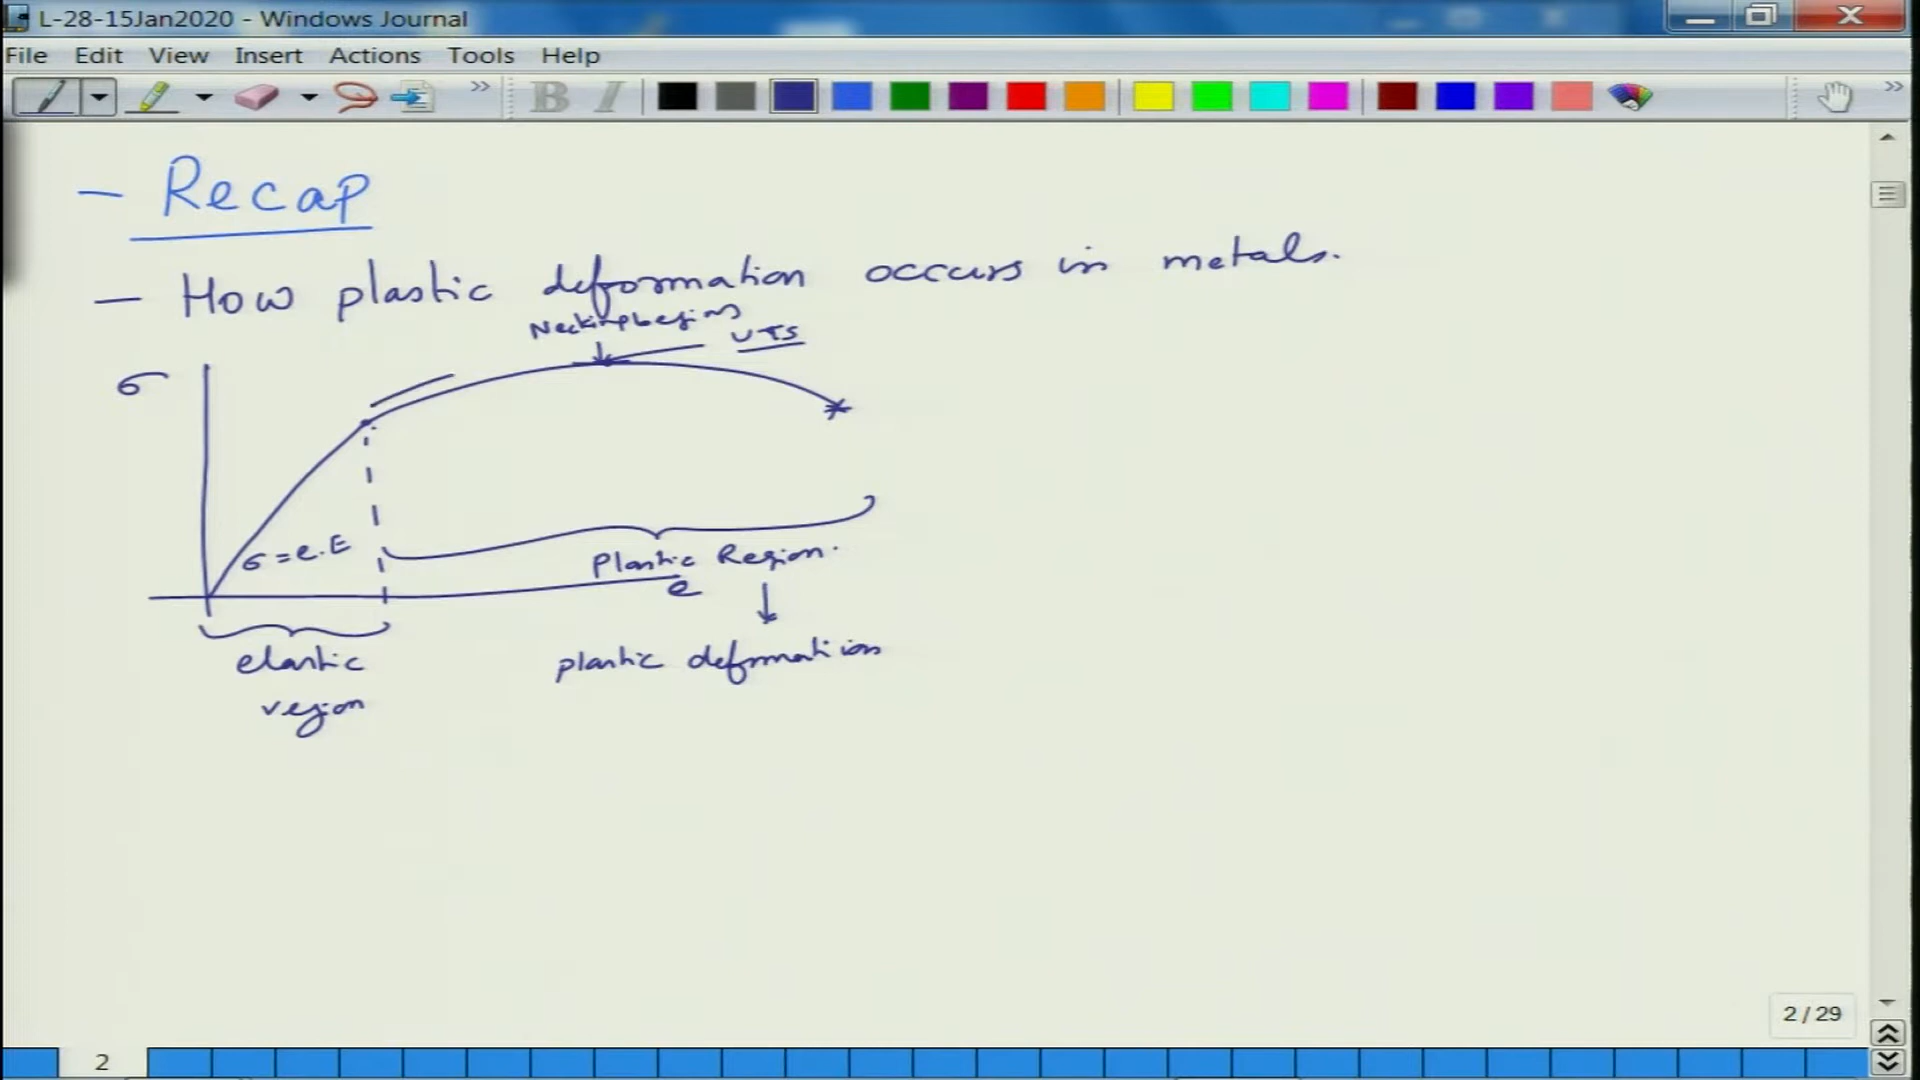 L-28-15Jan2020 - Windows Journal
File Edit View Insert Actions Tools Help
B I
- Recap
- How plastic deformation occurs in metals.
Necking begins
UTS
σ
σ = e.E
Plastic Region.
e
elastic
region
plastic deformation
2 / 29
2